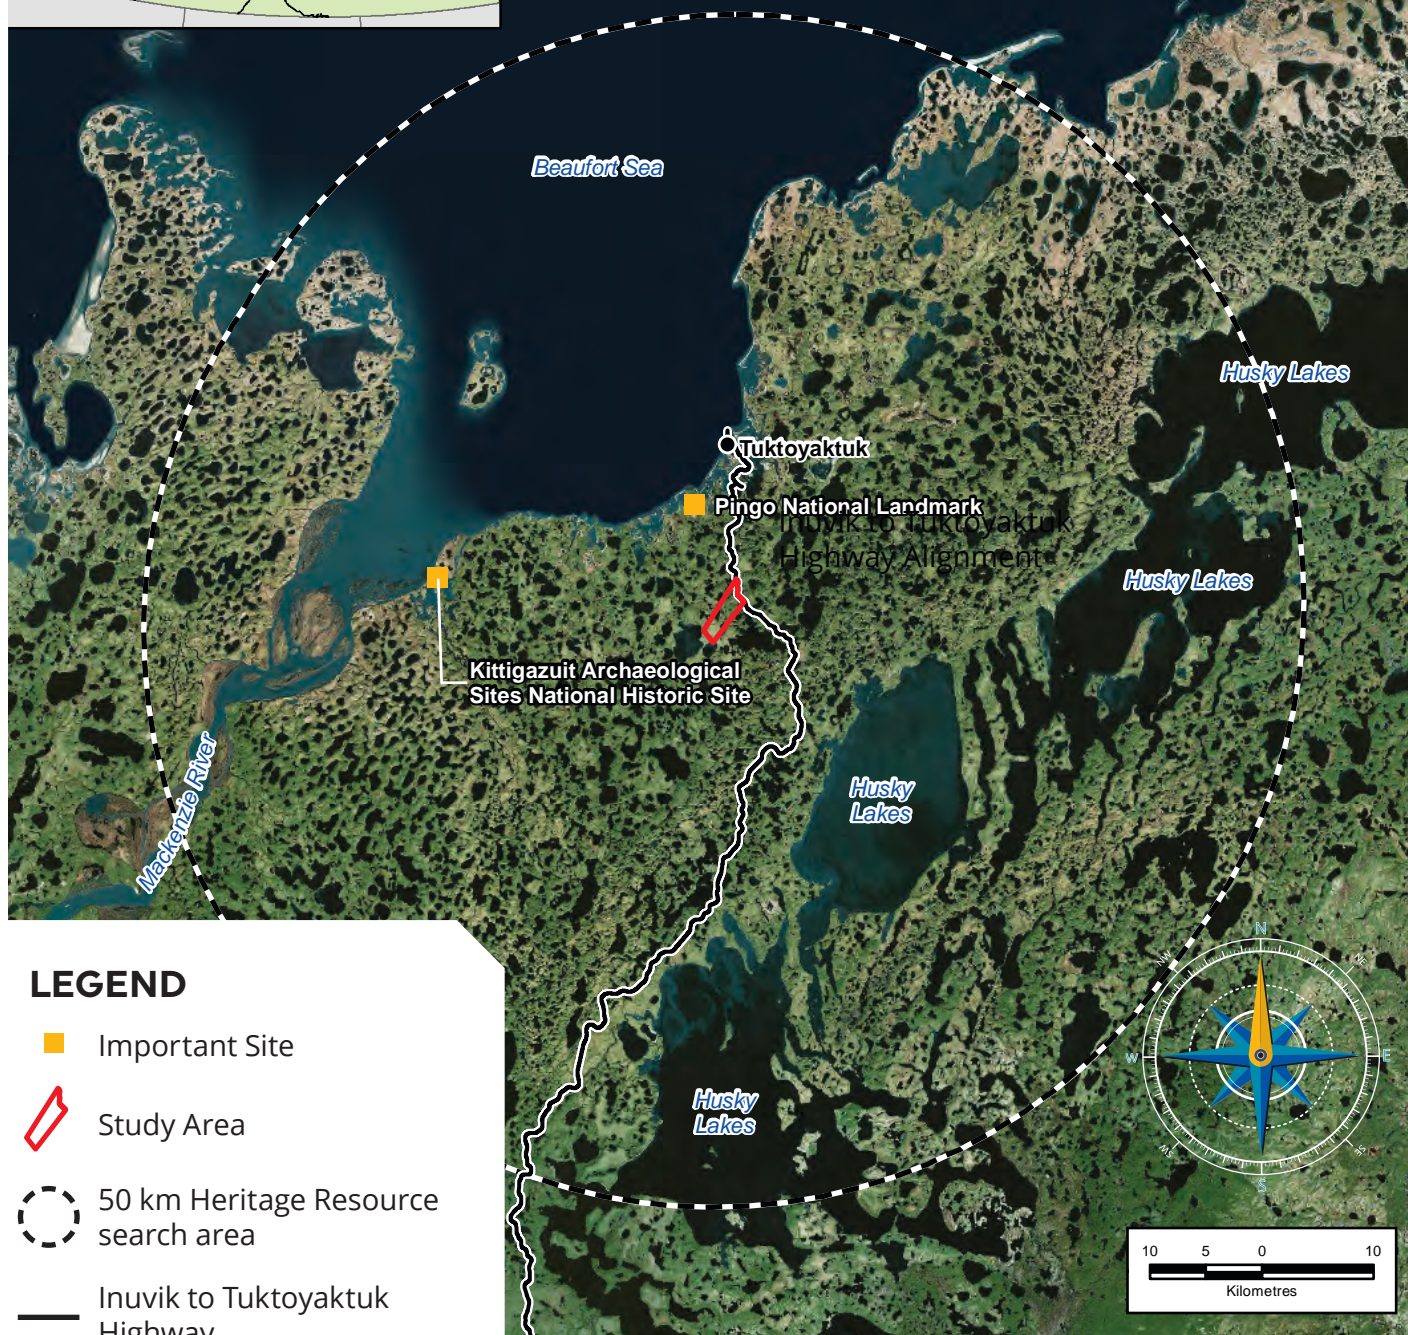 Beaufort Sea
Husky Lakes
Tuktoyaktuk
Pingo National Landmark
Inuvik to Tuktoyaktuk
Highway Alignment
Husky Lakes
Kittigazuit Archaeological
Sites National Historic Site
Mackenzie River
Husky
Lakes
Husky
Lakes
N
NE
E
SE
S
SW
W
NW
LEGEND
Important Site
Study Area
50 km Heritage Resource
search area
Inuvik to Tuktoyaktuk
Highway
10 5 0 10
Kilometres